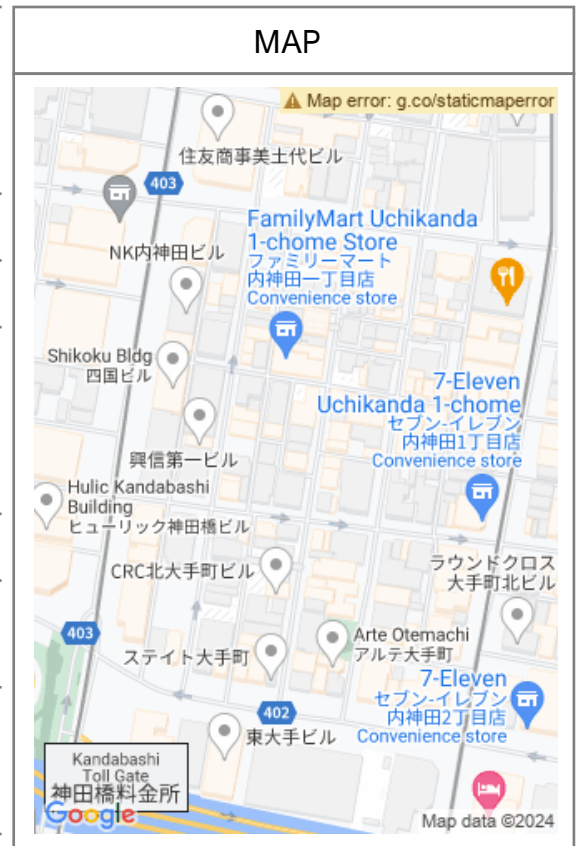 MAP
Map error: g.co/staticmaperror
住友商事美土代ビル
403
FamilyMart Uchikanda
1-chome Store
ファミリーマート
内神田一丁目店
Convenience store
NK内神田ビル
Shikoku Bldg
四国ビル
7-Eleven
Uchikanda 1-chome
セブン-イレブン
内神田1丁目店
Convenience store
興信第一ビル
Hulic Kandabashi
Building
ヒューリック神田橋ビル
CRC北大手町ビル
ラウンドクロス
大手町北ビル
403
Arte Otemachi
アルテ大手町
ステイト大手町
7-Eleven
セブン-イレブン
内神田2丁目店
Convenience store
402
東大手ビル
Kandabashi
Toll Gate
神田橋料金所
Google
Map data ©2024